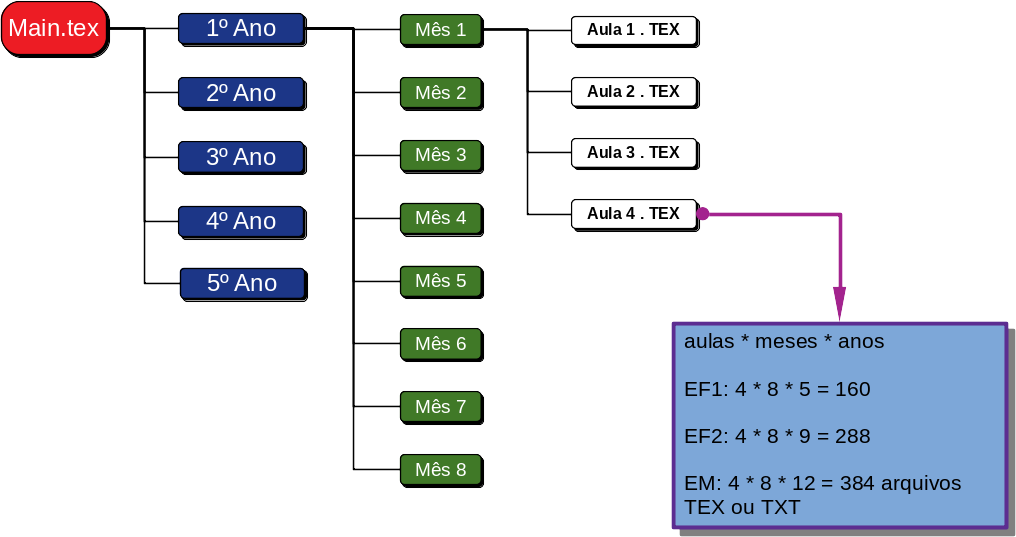 Main.tex
1º Ano
2º Ano
3º Ano
4º Ano
5º Ano
Mês 1
Mês 2
Mês 3
Mês 4
Mês 5
Mês 6
Mês 7
Mês 8
Aula 1 . TEX
Aula 2 . TEX
Aula 3 . TEX
Aula 4 . TEX
aulas * meses * anos
EF1: 4 * 8 * 5 = 160
EF2: 4 * 8 * 9 = 288
EM: 4 * 8 * 12 = 384 arquivos
TEX ou TXT